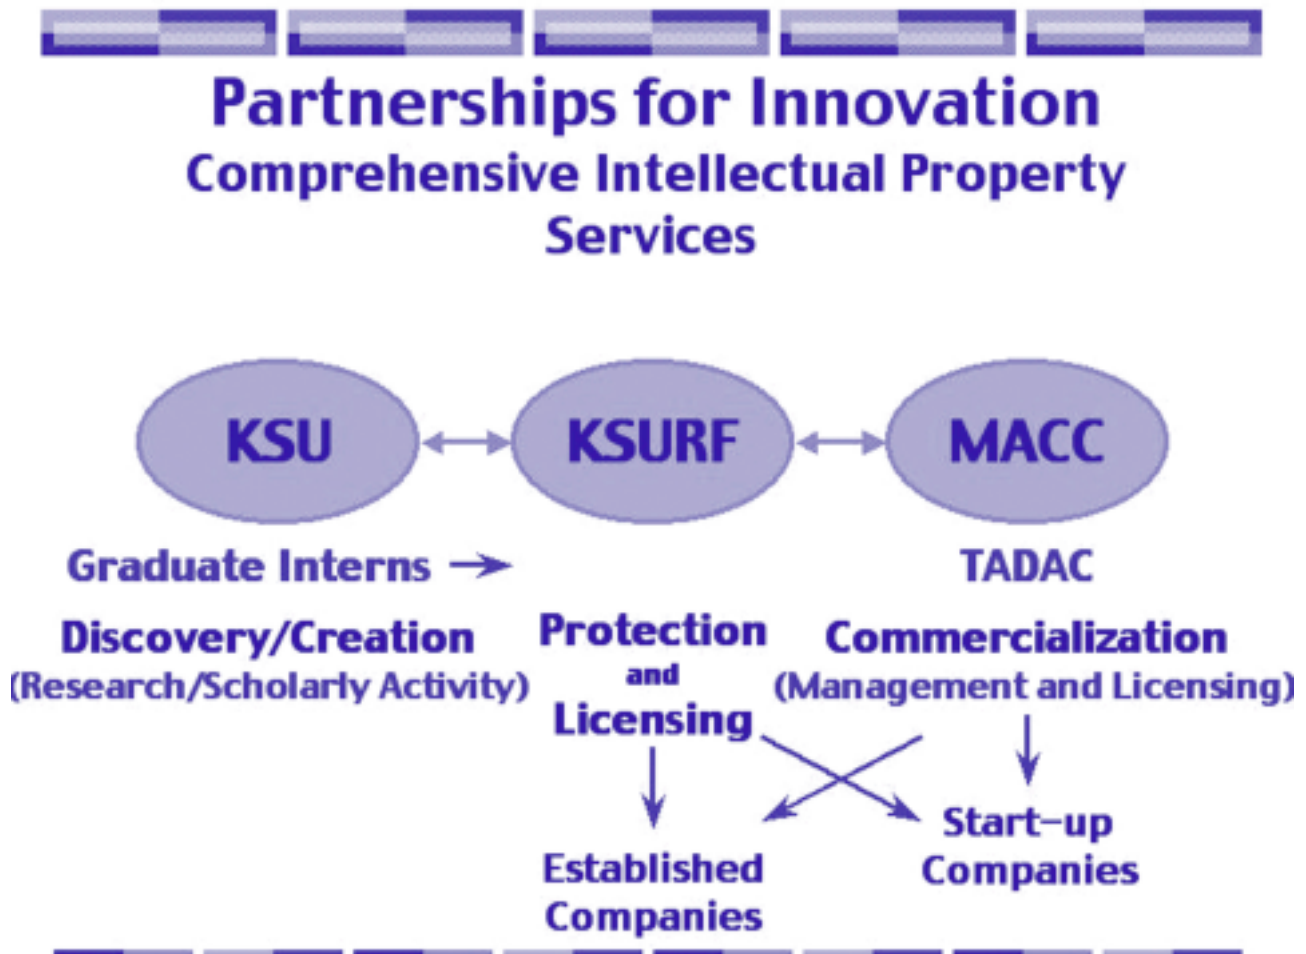 Partnerships for Innovation
Comprehensive Intellectual Property
Services
KSU
KSURF
MACC
Graduate Interns
TADAC
Discovery/Creation
(Research/Scholarly Activity)
Protection
and
Licensing
Commercialization
(Management and Licensing)
Established
Companies
Start-up
Companies